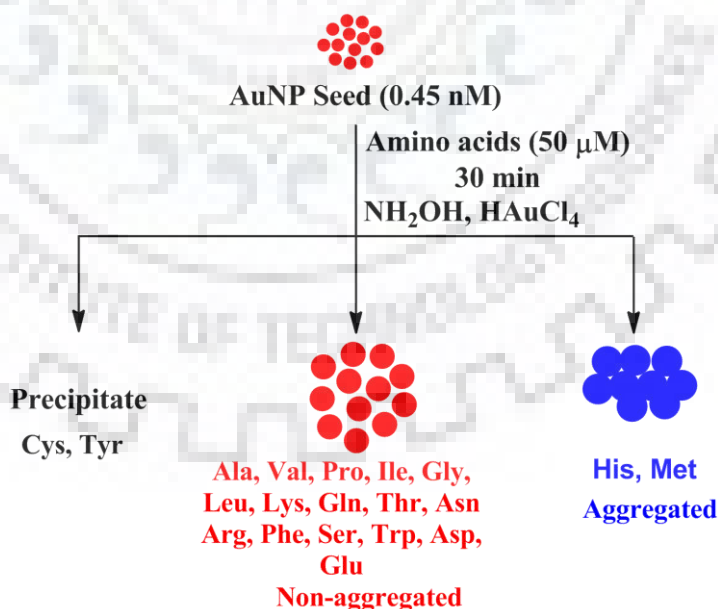 AuNP Seed (0.45 nM)
Amino acids (50 μM)
30 min
NH₂OH, HAuCl₄
Precipitate
Cys, Tyr
Ala, Val, Pro, Ile, Gly,
Leu, Lys, Gln, Thr, Asn
Arg, Phe, Ser, Trp, Asp,
Glu
Non-aggregated
His, Met
Aggregated